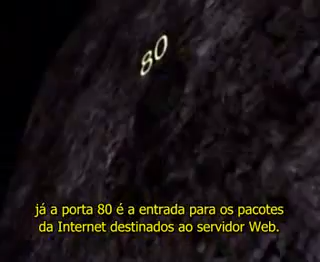 80
já a porta 80 é a entrada para os pacotes
da Internet destinados ao servidor Web.